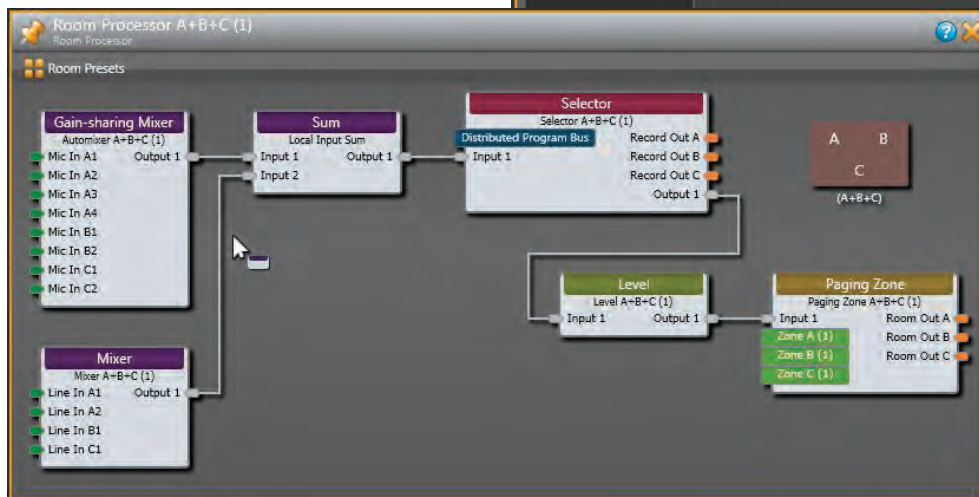 Room Processor A+B+C (1)
Room Processor
Room Presets
Gain-sharing Mixer
Automixer A+B+C (1)
Mic In A1 Output 1
Mic In A2
Mic In A3
Mic In A4
Mic In B1
Mic In B2
Mic In C1
Mic In C2
Sum
Local Input Sum
Input 1 Output 1
Input 2
Selector
Selector A+B+C (1)
Distributed Program Bus Record Out A
Input 1 Record Out B
Record Out C
Output 1
A B
C
(A+B+C)
Level
Level A+B+C (1)
Input 1 Output 1
Paging Zone
Paging Zone A+B+C (1)
Input 1 Room Out A
Zone A (1) Room Out B
Zone B (1) Room Out C
Zone C (1)
Mixer
Mixer A+B+C (1)
Line In A1 Output 1
Line In A2
Line In B1
Line In C1